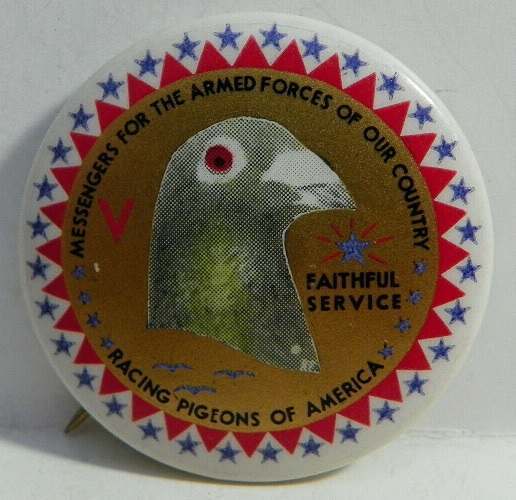 MESSENGERS FOR THE ARMED FORCES OF OUR COUNTRY
V
FAITHFUL
SERVICE
RACING PIGEONS OF AMERICA